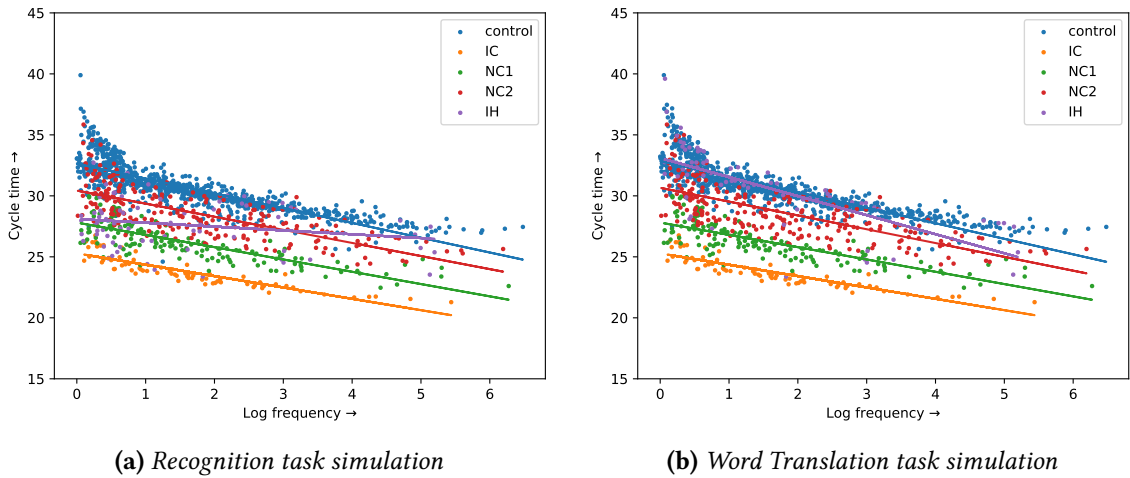 45
40
35
30
25
20
15
Cycle time →
0 1 2 3 4 5 6
Log frequency →
control
IC
NC1
NC2
IH
(a) Recognition task simulation
45
40
35
30
25
20
15
Cycle time →
0 1 2 3 4 5 6
Log frequency →
control
IC
NC1
NC2
IH
(b) Word Translation task simulation